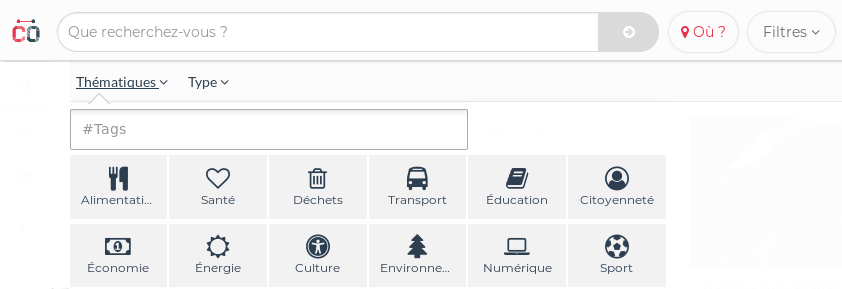 CO
Que recherchez-vous ?
Où ?
Filtres
Thématiques
Type
#Tags
Alimentati...
Santé
Déchets
Transport
Éducation
Citoyenneté
Économie
Énergie
Culture
Environne...
Numérique
Sport